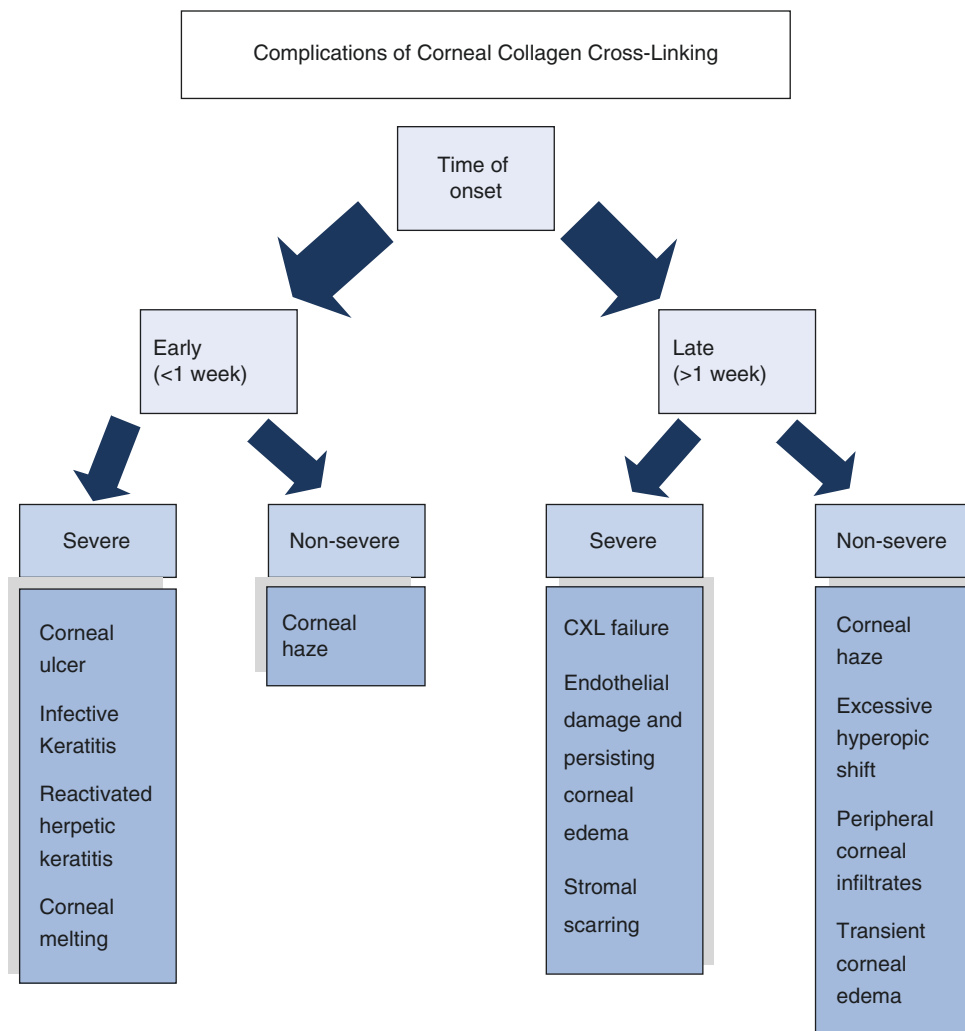 Complications of Corneal Collagen Cross-Linking
Time of
onset
Early
(<1 week)
Late
(>1 week)
Severe
Non-severe
Severe
Non-severe
Corneal
ulcer
Infective
Keratitis
Reactivated
herpetic
keratitis
Corneal
melting
Corneal
haze
CXL failure
Endothelial
damage and
persisting
corneal
edema
Stromal
scarring
Corneal
haze
Excessive
hyperopic
shift
Peripheral
corneal
infiltrates
Transient
corneal
edema